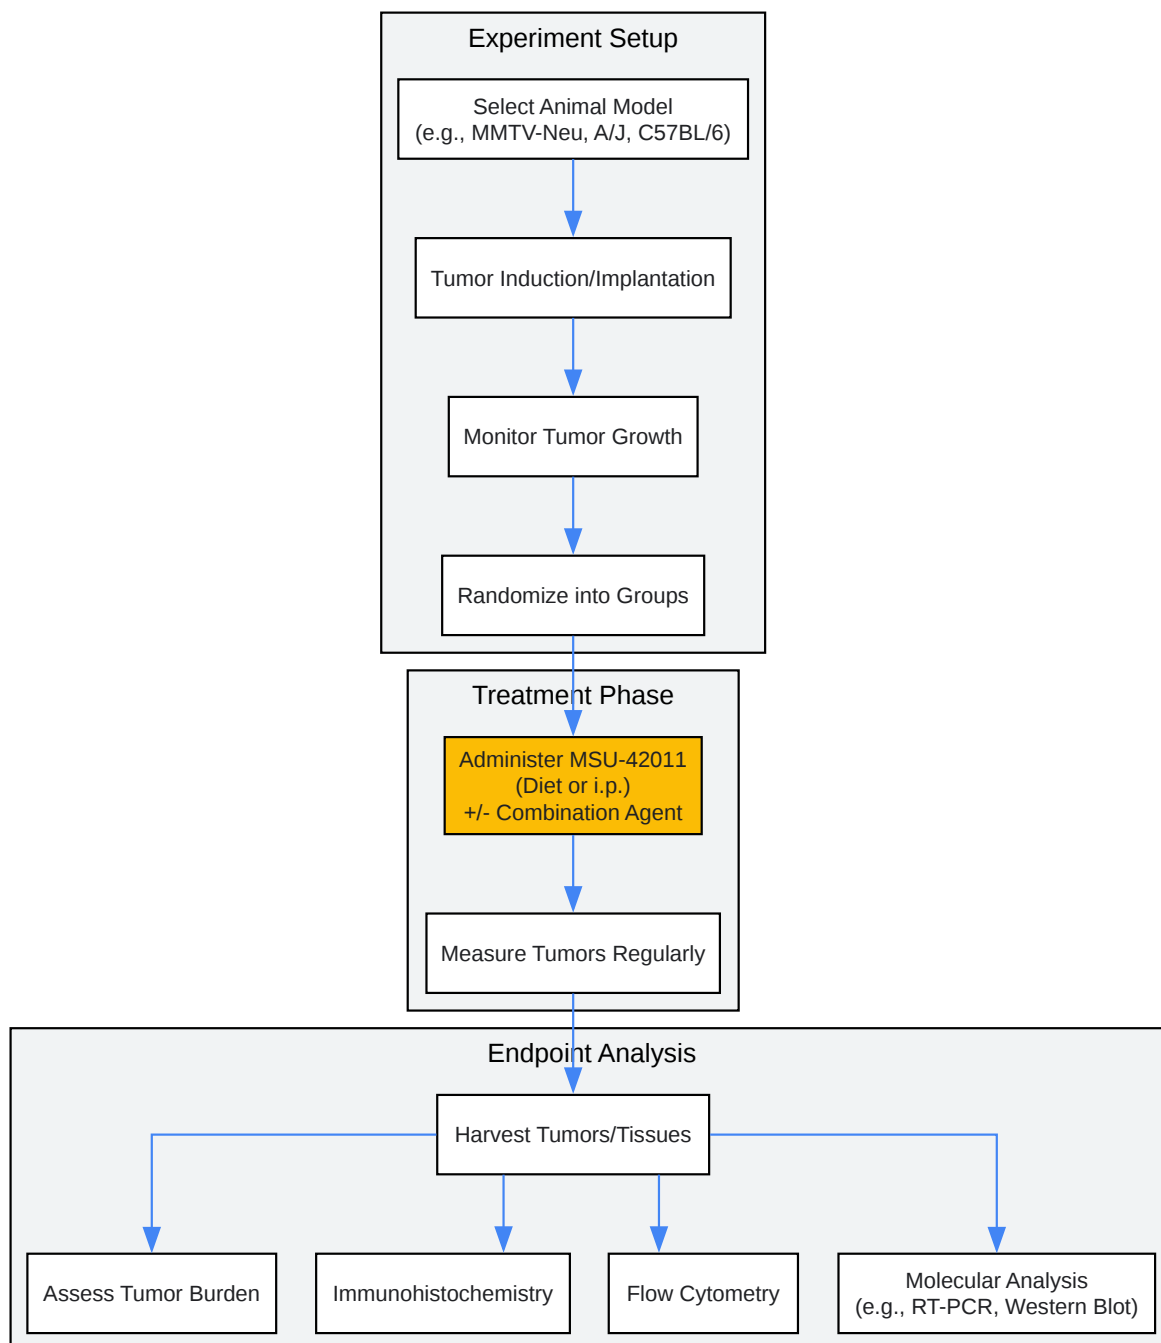 Experiment Setup
Select Animal Model
(e.g., MMTV-Neu, A/J, C57BL/6)
Tumor Induction/Implantation
Monitor Tumor Growth
Randomize into Groups
Treatment Phase
Administer MSU-42011
(Diet or i.p.)
+/- Combination Agent
Measure Tumors Regularly
Endpoint Analysis
Harvest Tumors/Tissues
Assess Tumor Burden
Immunohistochemistry
Flow Cytometry
Molecular Analysis
(e.g., RT-PCR, Western Blot)